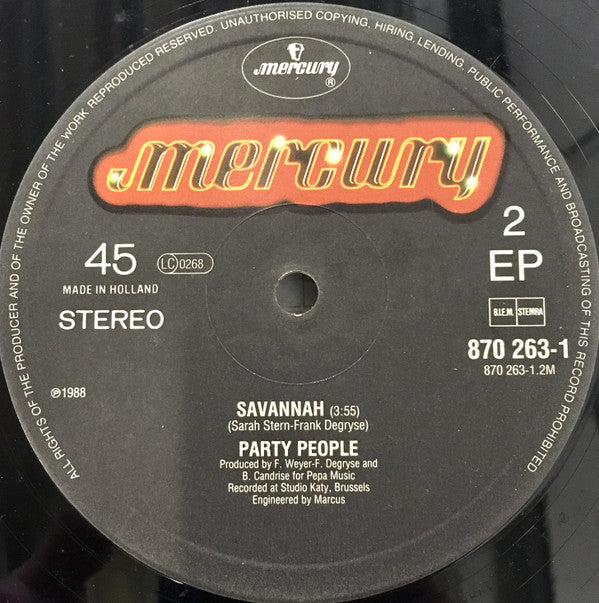 ALL RIGHTS OF THE PRODUCER AND OF THE OWNER OF THE WORK REPRODUCED RESERVED. UNAUTHORISED COPYING, HIRING, LENDING, PUBLIC PERFORMANCE AND BROADCASTING OF THIS RECORD PROHIBITED.
mercury
®
mercury
45
LC 0268
MADE IN HOLLAND
STEREO
2
EP
B.I.E.M. STEMRA
870 263-1
870 263-1.2M
℗1988
SAVANNAH (3:55)
(Sarah Stern-Frank Degryse)
PARTY PEOPLE
Produced by F. Weyer-F. Degryse and
B. Candrise for Pepa Music
Recorded at Studio Katy, Brussels
Engineered by Marcus